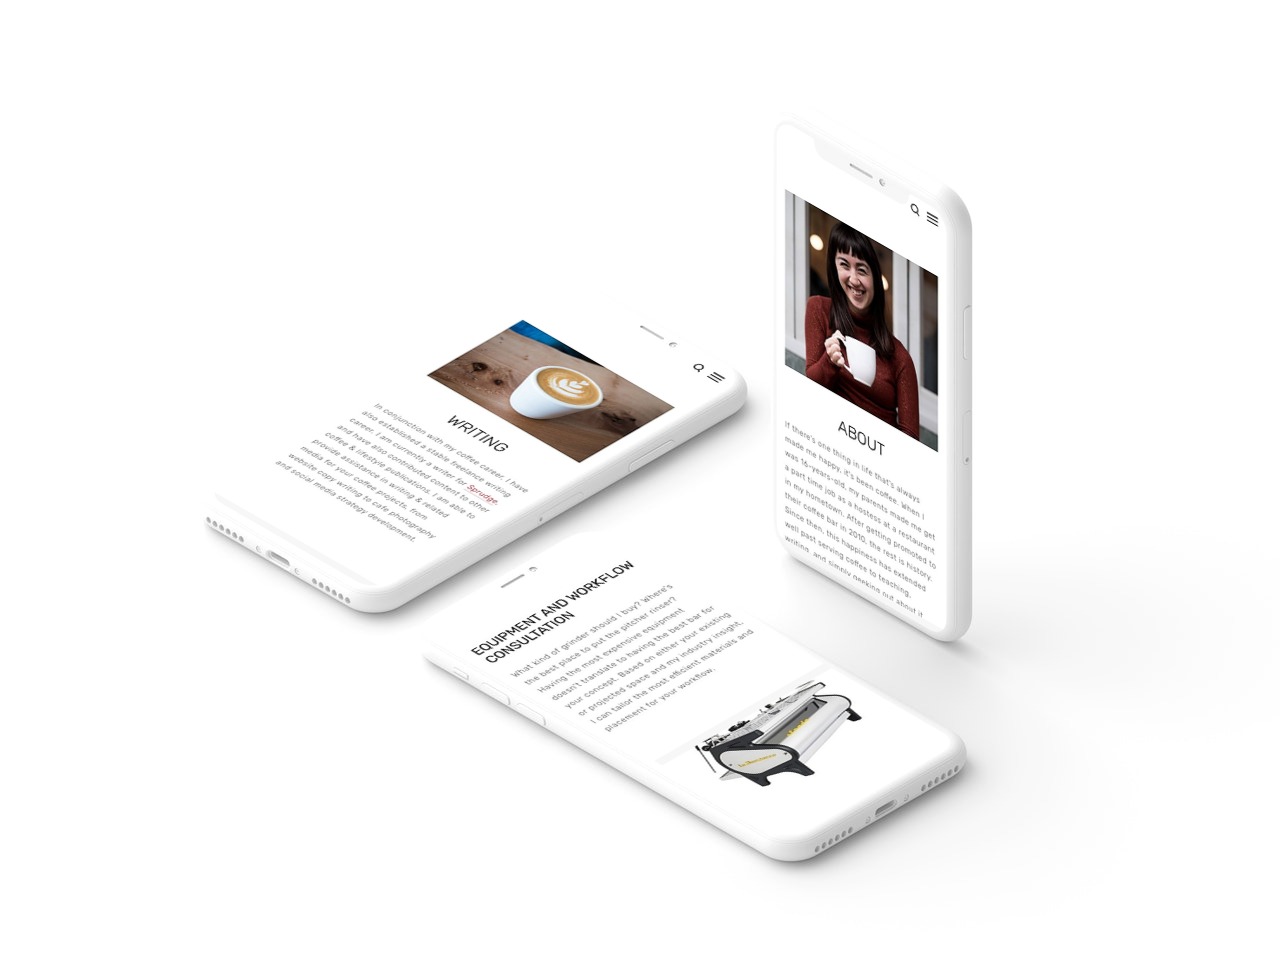 WRITING
In conjunction with my coffee career, I have
also established a stable freelance writing
career. I am currently a writer for Sprudge,
and have also contributed content to other
coffee & lifestyle publications. I am able to
provide assistance in writing & related
media for your coffee projects, from
website copy writing to cafe photography
and social media strategy development.
ABOUT
If there's one thing in life that's always
made me happy, it's been coffee. When I
was 16-years-old, my parents made me get
a part time job as a hostess at a restaurant
in my hometown. After getting promoted to
their coffee bar in 2010, the rest is history.
Since then, this happiness has extended
well past serving coffee to teaching,
writing, and simply geeking out about it
EQUIPMENT AND WORKFLOW
CONSULTATION
What kind of grinder should I buy? Where's
the best place to put the pitcher rinser?
Having the most expensive equipment
doesn't translate to having the best bar for
your concept. Based on either your existing
or projected space and my industry insight,
I can tailor the most efficient materials and
placement for your workflow.